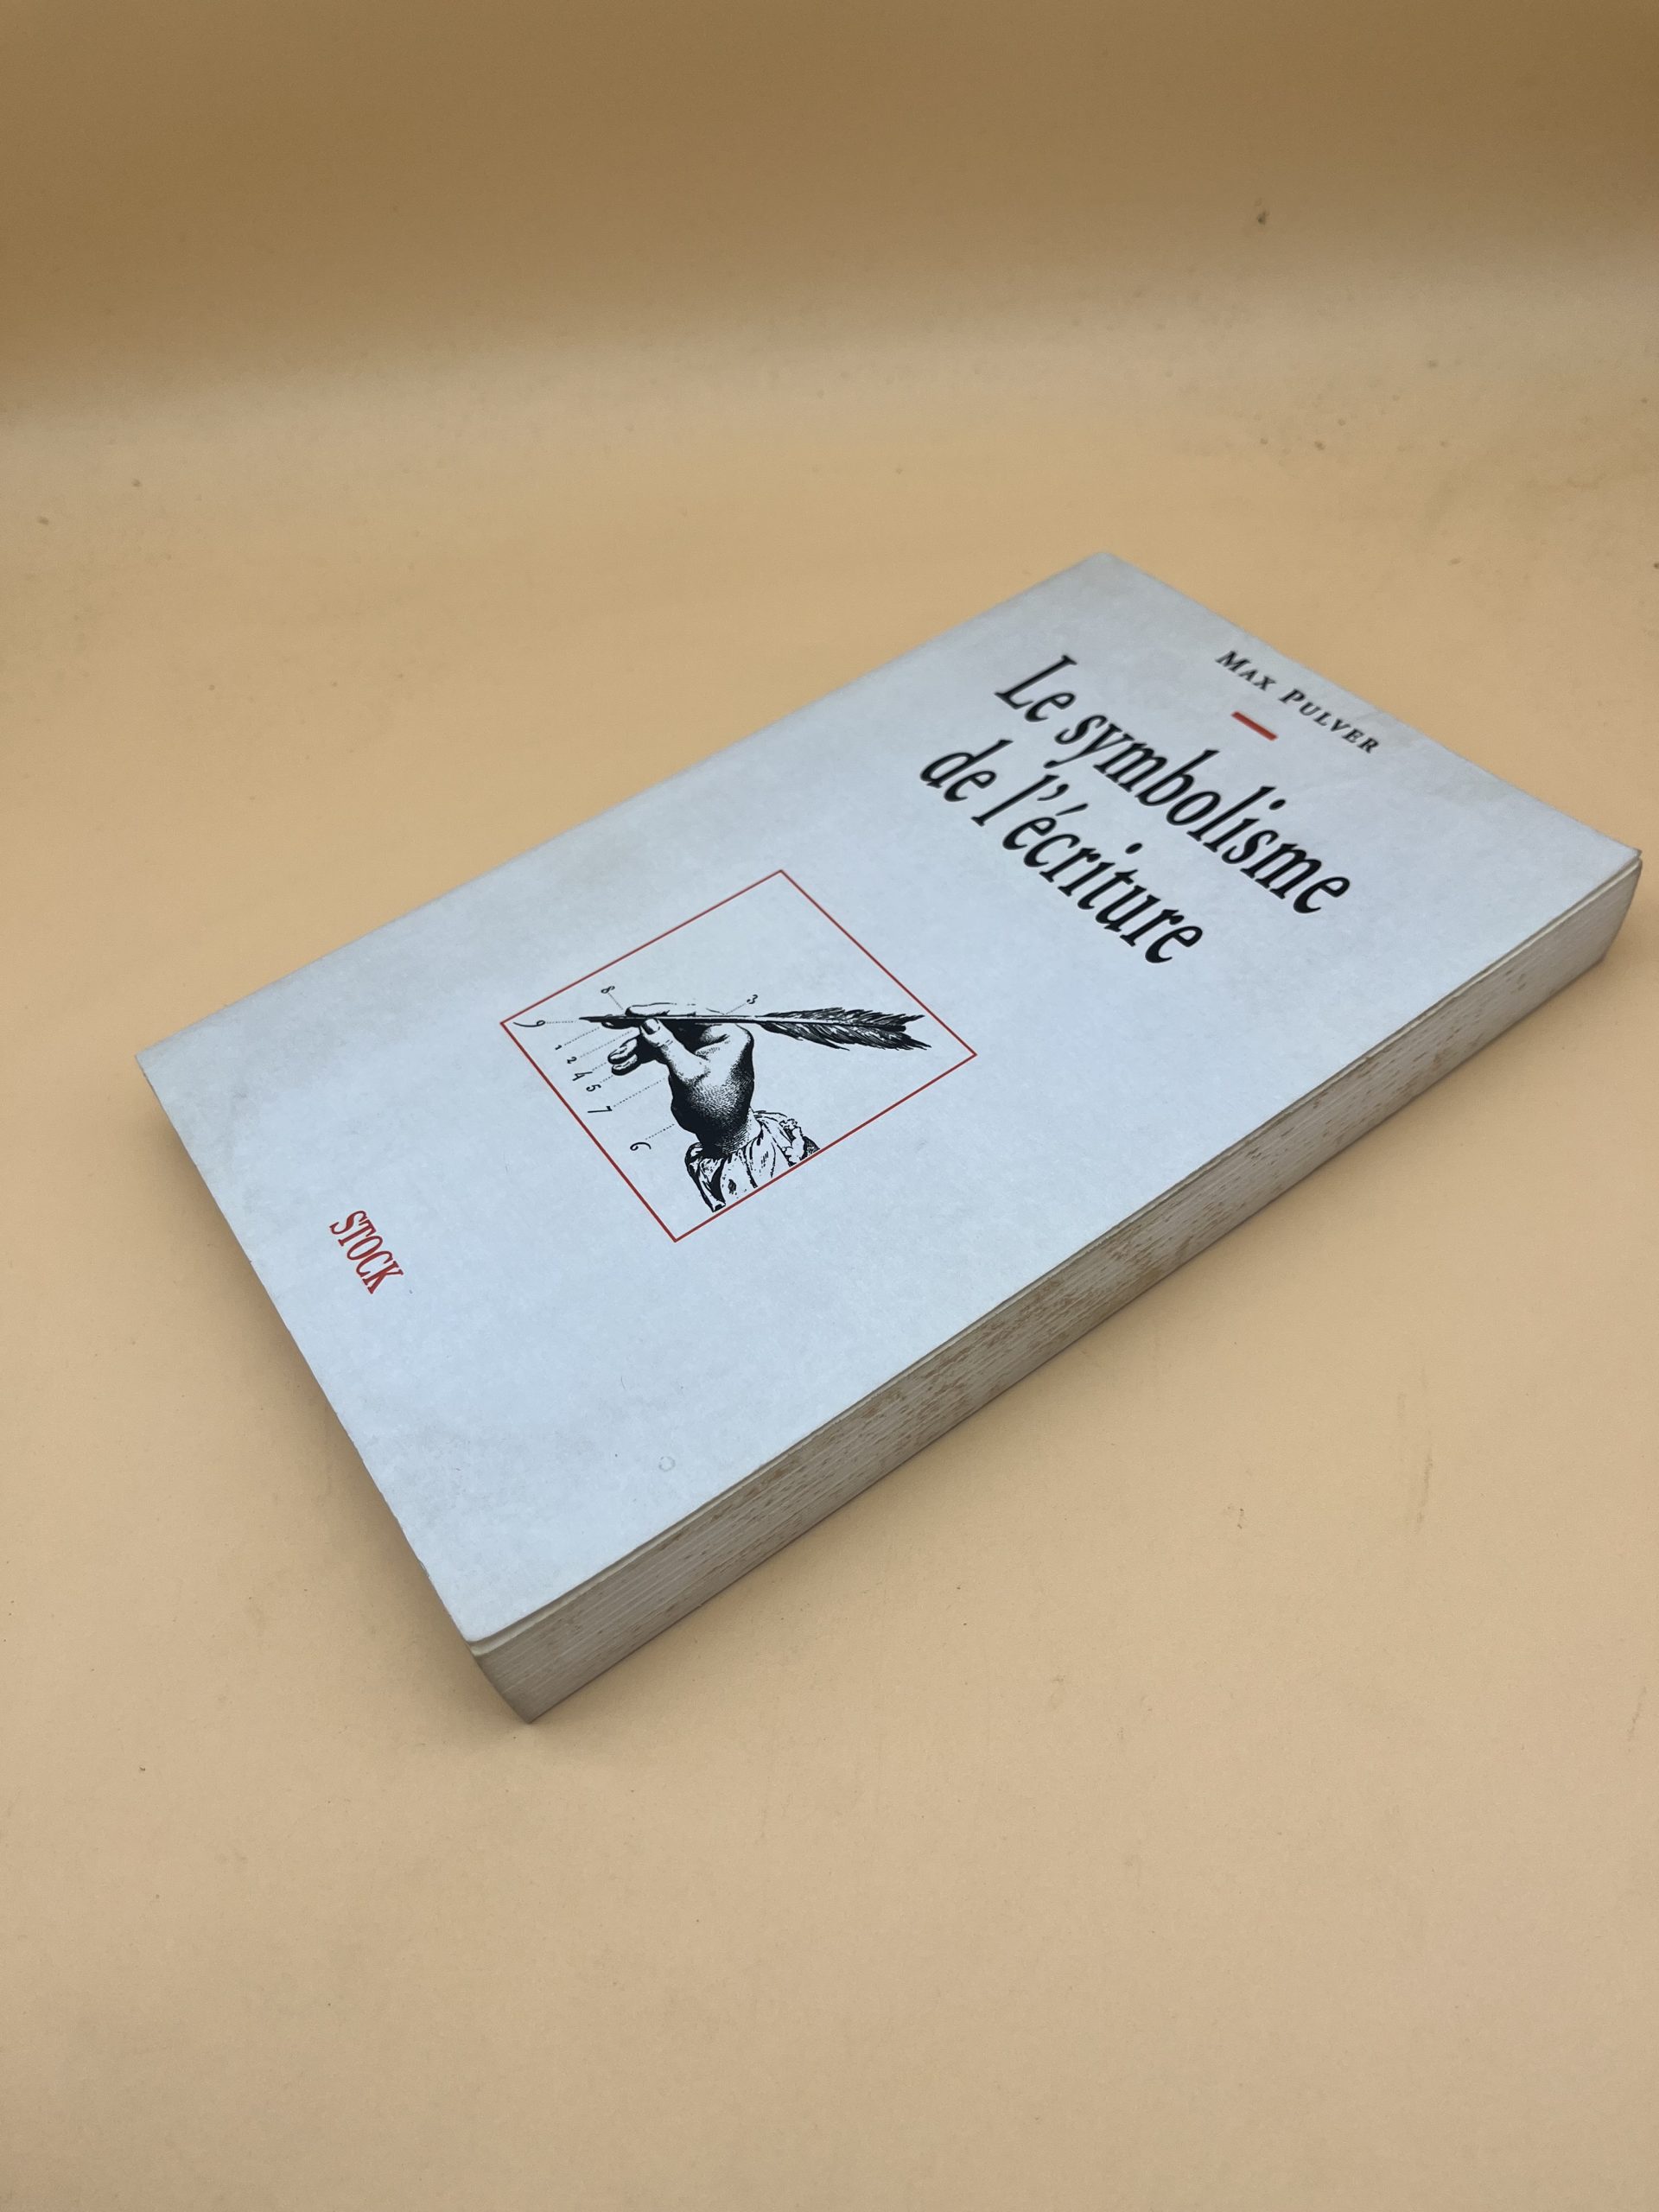 MAX PULVER
Le symbolisme
de l'écriture
8
3
9
1
2
4
5
7
6
STOCK